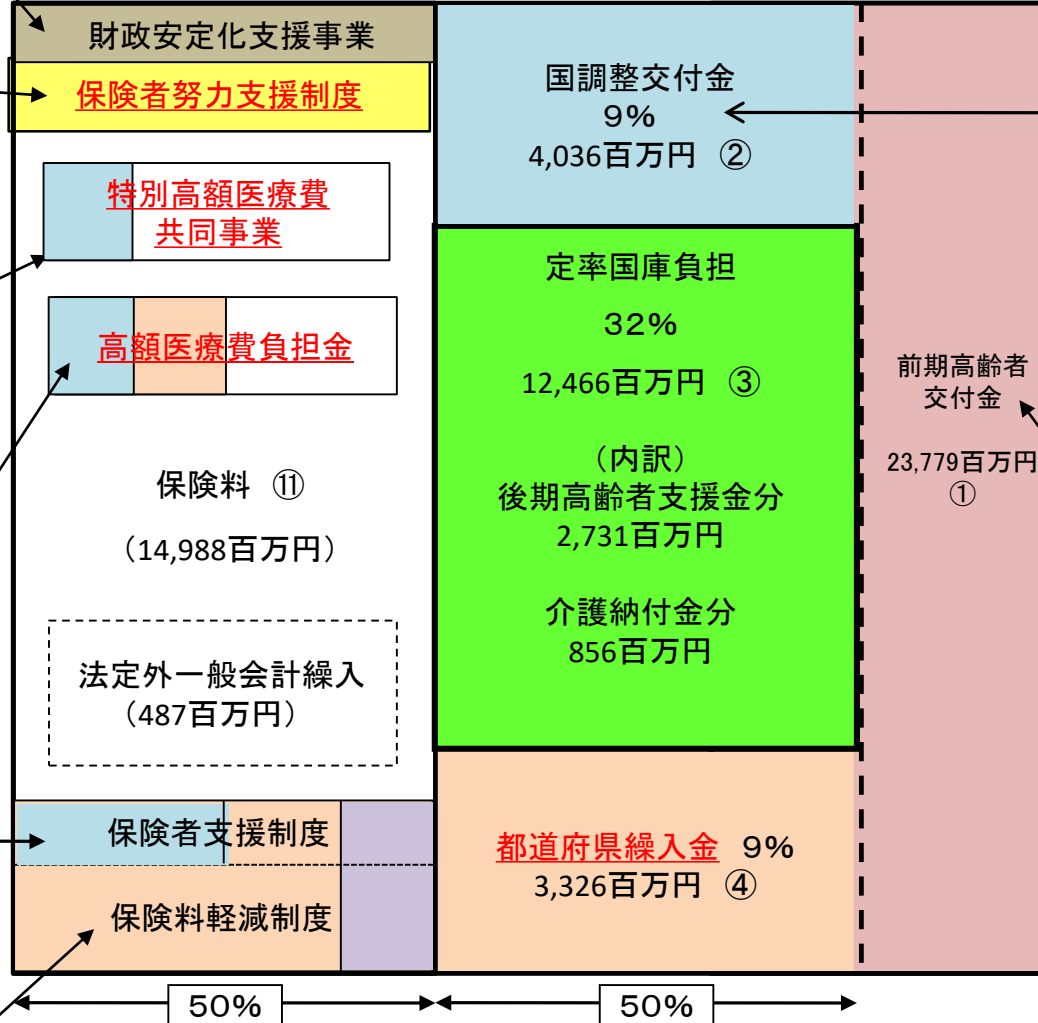 財政安定化支援事業
保険者努力支援制度
特別高額医療費
共同事業
高額医療費負担金
保険料 ⑪
（14,988百万円）
法定外一般会計繰入
（487百万円）
保険者支援制度
保険料軽減制度
50%
国調整交付金
９%
4,036百万円 ②
定率国庫負担
３２%
12,466百万円 ③
（内訳）
後期高齢者支援金分
2,731百万円
介護納付金分
856百万円
都道府県繰入金 ９%
3,326百万円 ④
50%
前期高齢者
交付金
23,779百万円
①